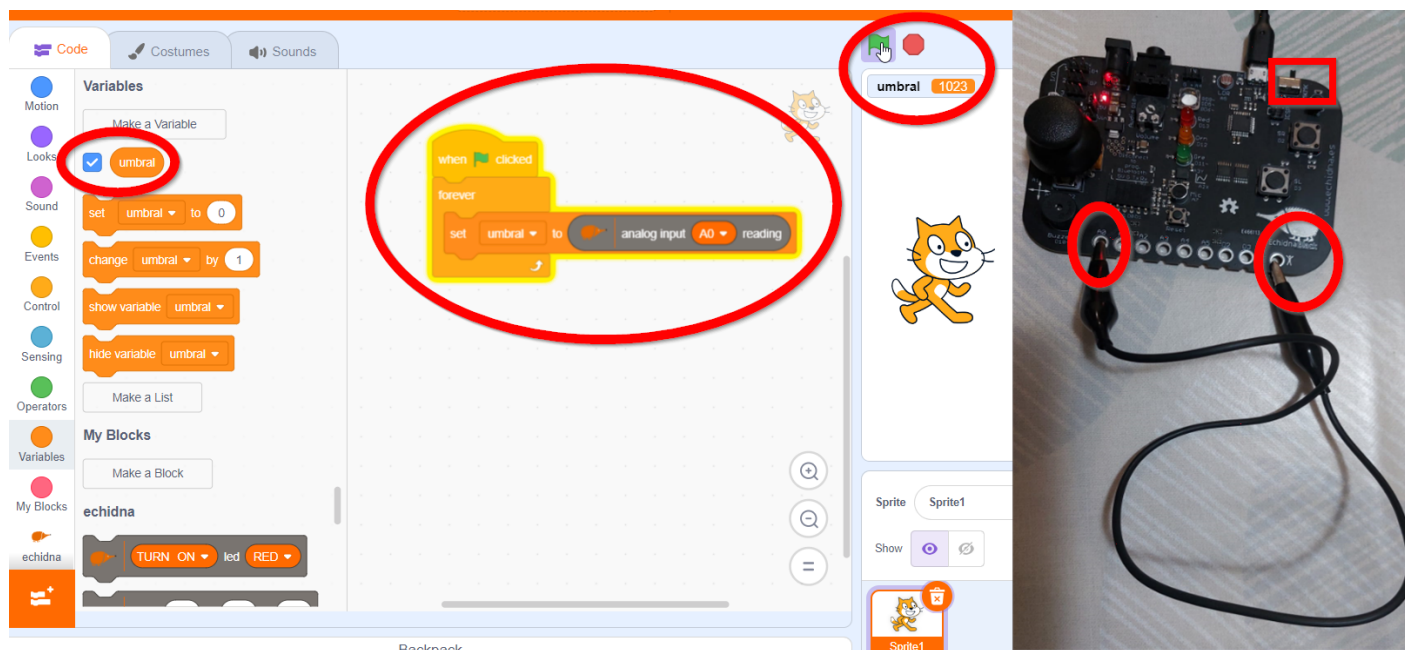 Code
Costumes
Sounds
Motion
Looks
Sound
Events
Control
Sensing
Operators
Variables
My Blocks
echidna
Variables
Make a Variable
umbral
set umbral to 0
change umbral by 1
show variable umbral
hide variable umbral
Make a List
My Blocks
Make a Block
echidna
TURN ON led RED
when clicked
forever
set umbral to analog input A0 reading
umbral 1023
Sprite Sprite1
Show
Sprite1
Backpack
Reset